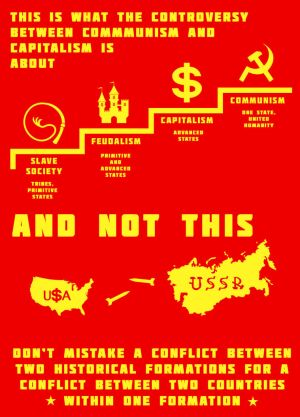 THIS IS WHAT THE CONTROVERSY
BETWEEN COMMMUNISM AND
CAPITALISM IS
ABOUT
$
COMMUNISM
ONE STATE,
UNITED
HUMANITY
CAPITALISM
ADVANCED
STATES
FEUDALISM
PRIMITIVE
AND
ADVANCED
STATES
SLAVE
SOCIETY
TRIBES,
PRIMITIVE
STATES
AND NOT THIS
U$A
USSR
DON'T MISTAKE A CONFLICT BETWEEN
TWO HISTORICAL FORMATIONS FOR A
CONFLICT BETWEEN TWO COUNTRIES
★ WITHIN ONE FORMATION ★